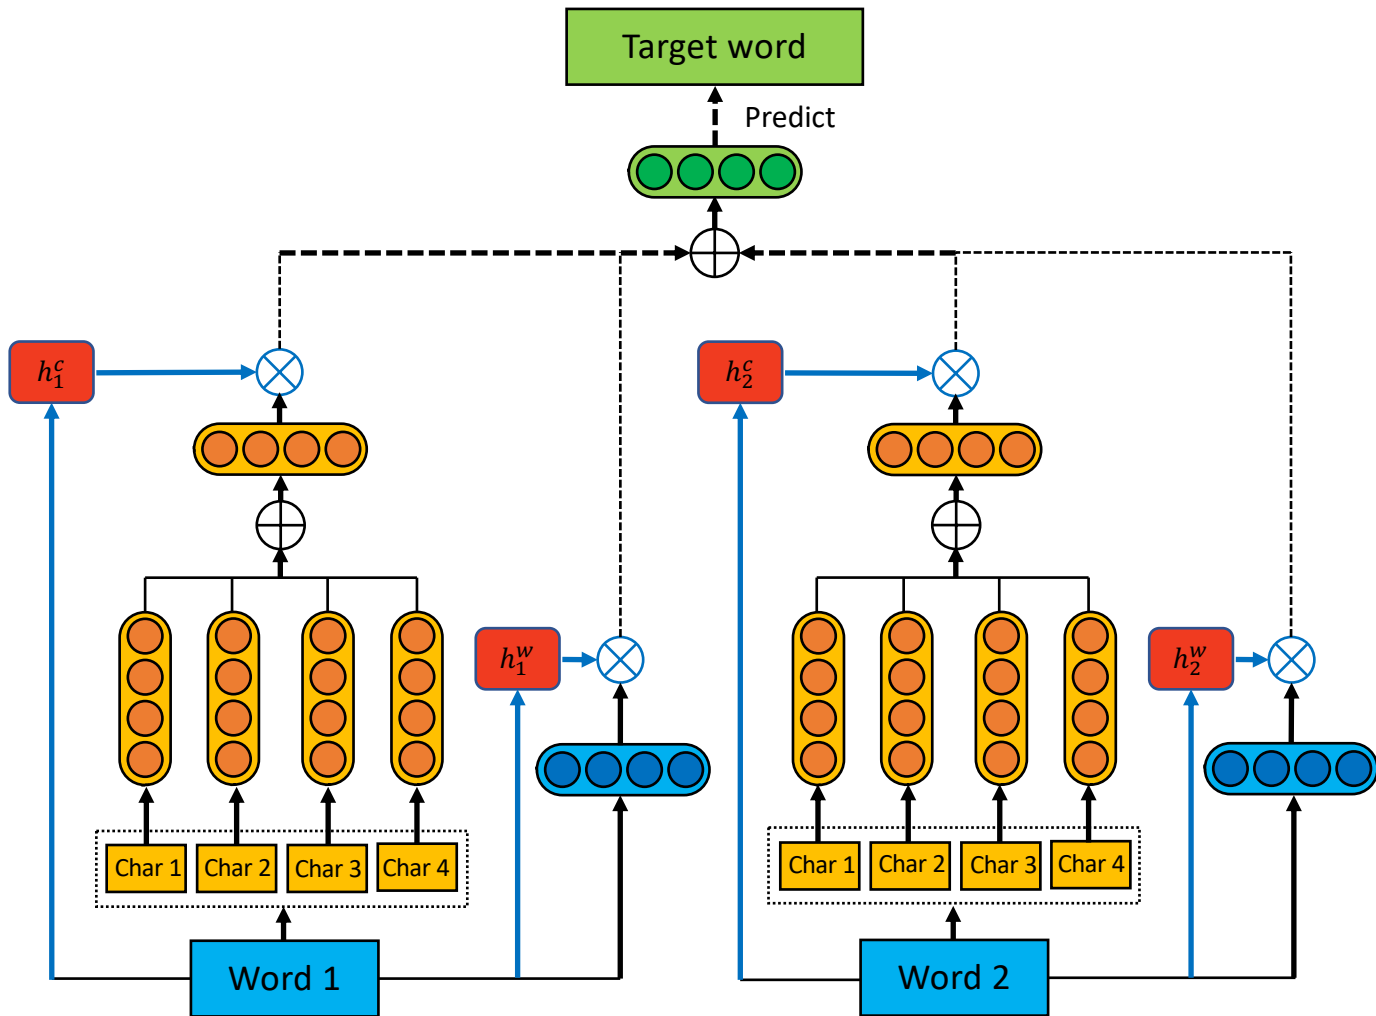 Target word
Predict
$h_1^c$
$h_2^c$
$h_1^w$
$h_2^w$
Char 1 Char 2 Char 3 Char 4
Char 1 Char 2 Char 3 Char 4
Word 1
Word 2